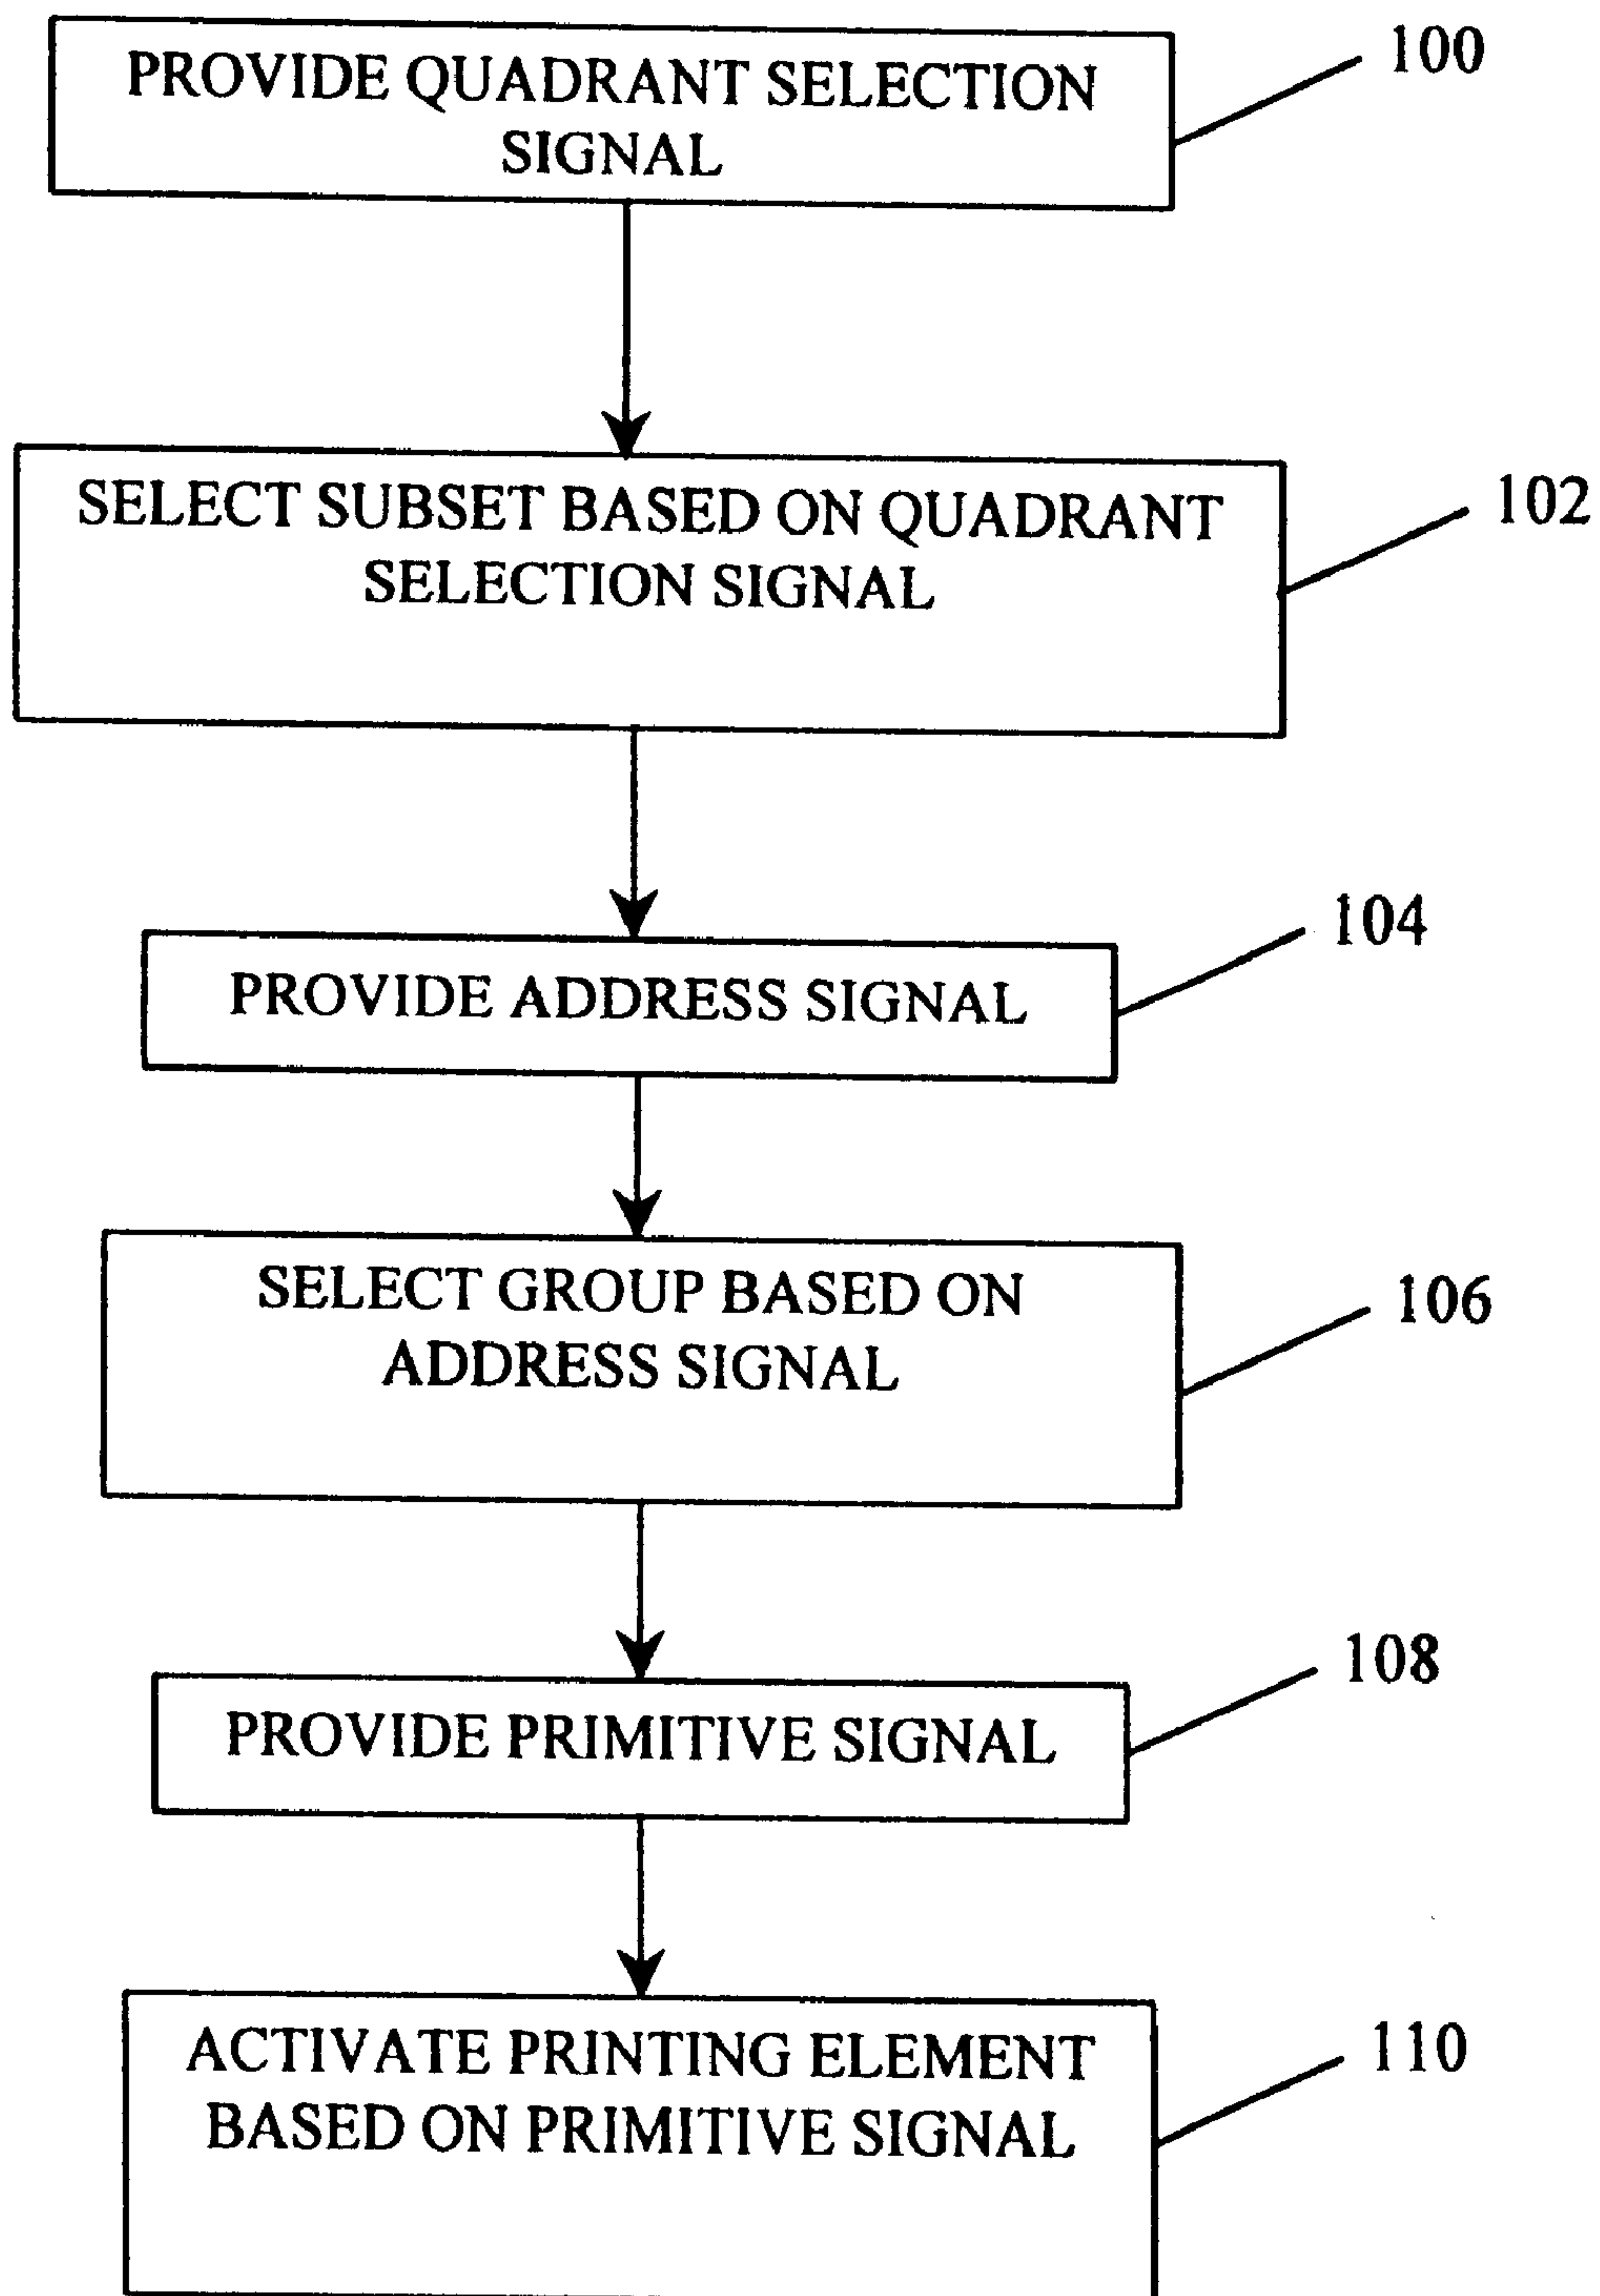 PROVIDE QUADRANT SELECTION
SIGNAL
100
SELECT SUBSET BASED ON QUADRANT
SELECTION SIGNAL
102
PROVIDE ADDRESS SIGNAL
104
SELECT GROUP BASED ON
ADDRESS SIGNAL
106
PROVIDE PRIMITIVE SIGNAL
108
ACTIVATE PRINTING ELEMENT
BASED ON PRIMITIVE SIGNAL
110